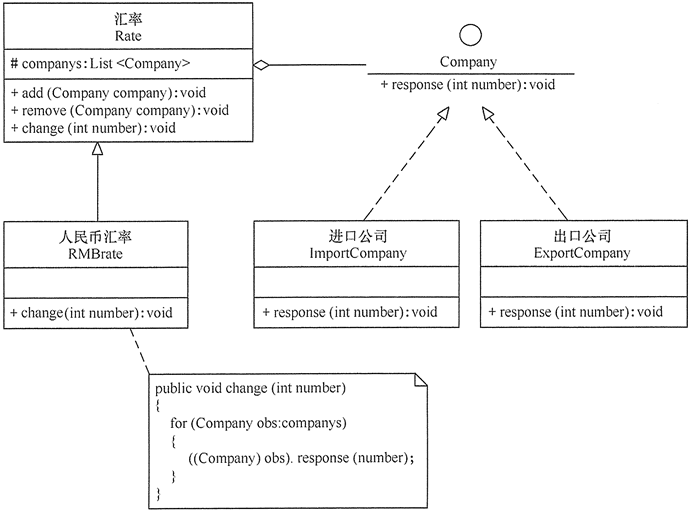 汇率
Rate
# companys:List <Company>
+ add (Company company):void
+ remove (Company company):void
+ change (int number):void
Company
+ response (int number):void
人民币汇率
RMBrate
+ change(int number):void
进口公司
ImportCompany
+ response (int number):void
出口公司
ExportCompany
+ response (int number):void
public void change (int number)
{
for (Company obs:companys)
{
((Company) obs). response (number);
}
}